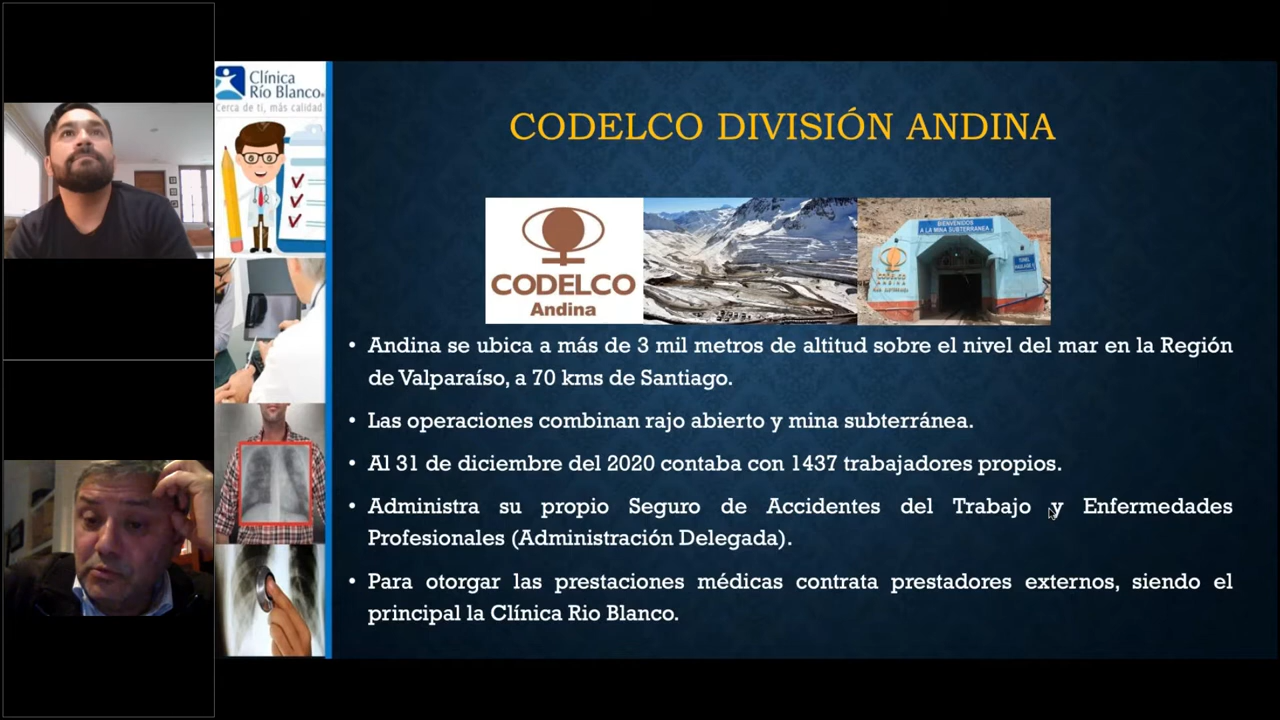 Clínica
Río Blanco
Cerca de ti, más calidad
CODELCO DIVISIÓN ANDINA
CODELCO
Andina
BIENVENIDOS
A LA MINA SUBTERRANEA
CODELCO
ANDINA
• Andina se ubica a más de 3 mil metros de altitud sobre el nivel del mar en la Región
de Valparaíso, a 70 kms de Santiago.
• Las operaciones combinan rajo abierto y mina subterránea.
• Al 31 de diciembre del 2020 contaba con 1437 trabajadores propios.
• Administra su propio Seguro de Accidentes del Trabajo y Enfermedades
Profesionales (Administración Delegada).
• Para otorgar las prestaciones médicas contrata prestadores externos, siendo el
principal la Clínica Rio Blanco.